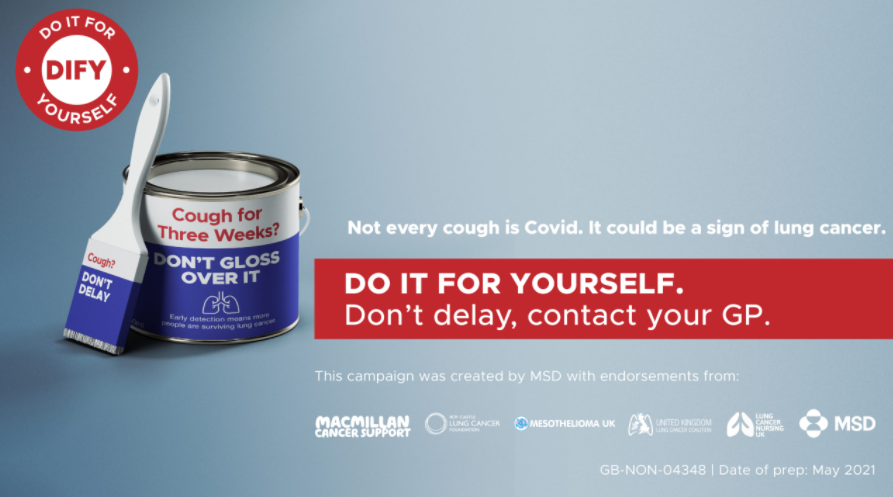 DO IT FOR
DIFY
YOURSELF
Cough for
Three Weeks?
DON'T GLOSS
OVER IT
Early detection means more
people are surviving lung cancer
Cough?
DON'T
DELAY
Not every cough is Covid. It could be a sign of lung cancer.
DO IT FOR YOURSELF.
Don't delay, contact your GP.
This campaign was created by MSD with endorsements from:
MACMILLAN
CANCER SUPPORT
ROY CASTLE
LUNG CANCER
FOUNDATION
MESOTHELIOMA UK
UNITED KINGDOM
LUNG CANCER COALITION
LUNG
CANCER
NURSING
UK
MSD
GB-NON-04348 | Date of prep: May 2021